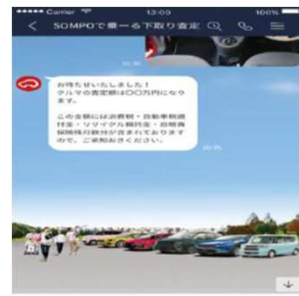 Carrier 13:00 100%
SOMPOで乗ーる下取り査定
お待たせいたしました！
クルマの査定額は〇〇万円になり
ます。
この金額には消費税・自動車税還
付金・リサイクル預託金・自賠責
保険残月数分が含まれております
ので、ご承知おきください。